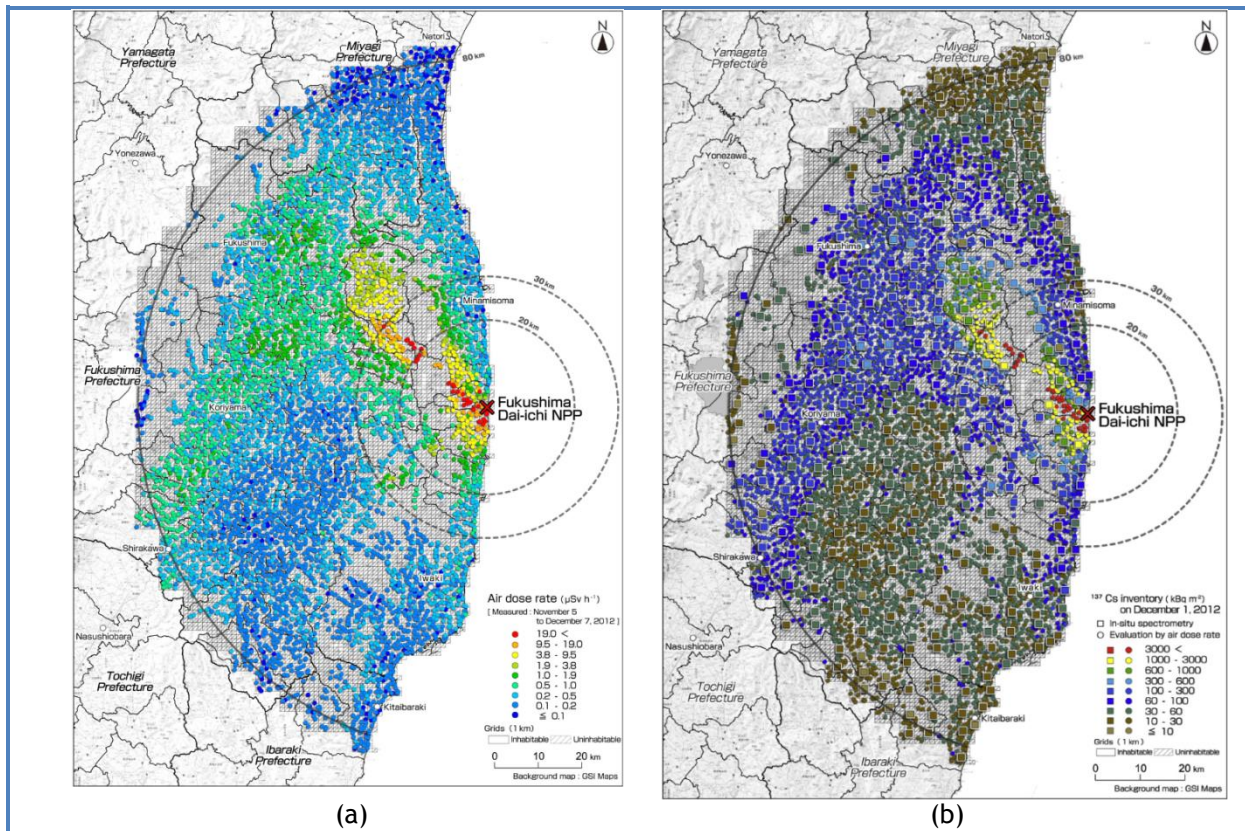 N
Natori
Yamagata
Prefecture
Miyagi
Prefecture
80 km
Yonezawa
Fukushima
30 km
Minamisoma
20 km
Fukushima
Prefecture
Koriyama
Fukushima
Dai-ichi NPP
Shirakawa
Iwaki
Air dose rate (μSv h⁻¹)
[ Measured : November 5
to December 7, 2012 ]
19.0 <
9.5 - 19.0
3.8 - 9.5
1.9 - 3.8
1.0 - 1.9
0.5 - 1.0
0.2 - 0.5
0.1 - 0.2
≤ 0.1
Nasushiobara
Tochigi
Prefecture
Kitaibaraki
Grids (1 km)
Inhabitable Uninhabitable
Ibaraki
Prefecture
0 10 20 km
Background map : GSI Maps
(a)
N
Natori
Yamagata
Prefecture
Miyagi
Prefecture
80 km
Yonezawa
Fukushima
30 km
Minamisoma
20 km
Fukushima
Prefecture
Koriyama
Fukushima
Dai-ichi NPP
Shirakawa
Iwaki
¹³⁷ Cs inventory (kBq m⁻²)
on December 1, 2012
In-situ spectrometry
Evaluation by air dose rate
3000 <
1000 - 3000
600 - 1000
300 - 600
100 - 300
60 - 100
30 - 60
10 - 30
≤ 10
Nasushiobara
Tochigi
Prefecture
Kitaibaraki
Grids (1 km)
Inhabitable Uninhabitable
Ibaraki
Prefecture
0 10 20 km
Background map : GSI Maps
(b)